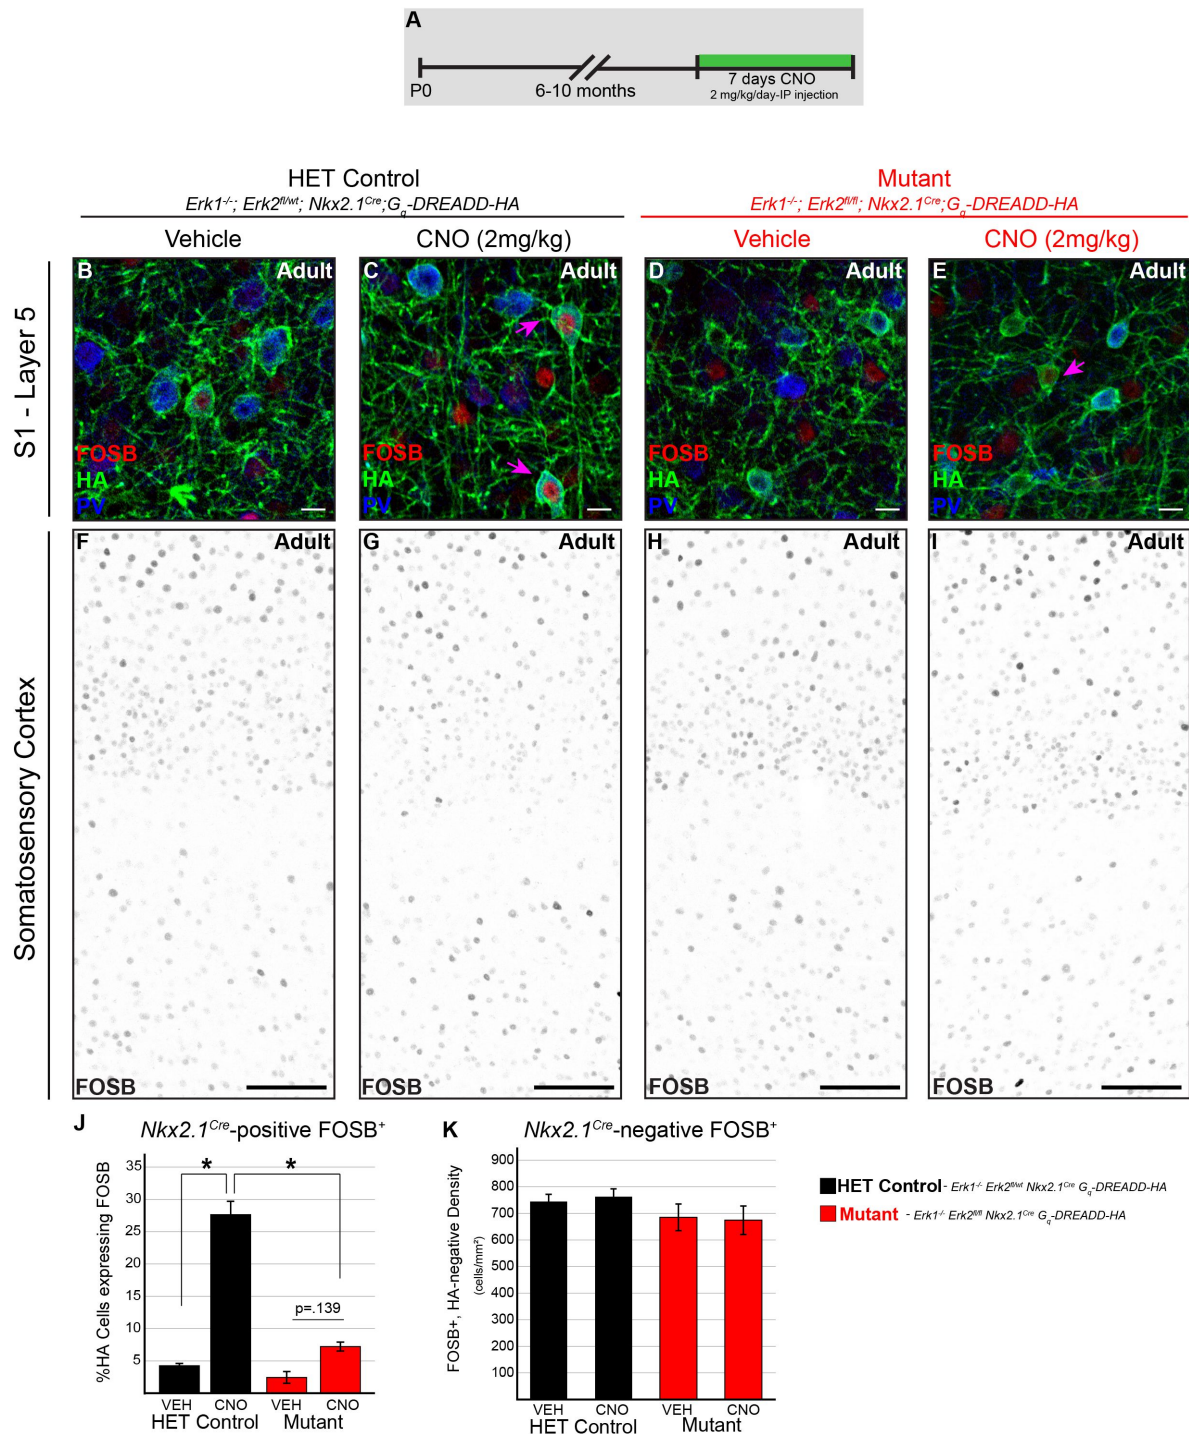 A
P0
6-10 months
7 days CNO
2 mg/kg/day-IP injection
HET Control
Erk1-/-; Erk2fl/wt; Nkx2.1Cre;Gq-DREADD-HA
Mutant
Erk1-/-; Erk2fl/fl; Nkx2.1Cre;Gq-DREADD-HA
Vehicle
CNO (2mg/kg)
Vehicle
CNO (2mg/kg)
S1 - Layer 5
B
Adult
FOSB
HA
PV
C
Adult
FOSB
HA
PV
D
Adult
FOSB
HA
PV
E
Adult
FOSB
HA
PV
Somatosensory Cortex
F
Adult
FOSB
G
Adult
FOSB
H
Adult
FOSB
I
Adult
FOSB
J
Nkx2.1Cre-positive FOSB+
%HA Cells expressing FOSB
35
30
25
20
15
10
5
*
*
p=.139
VEH
CNO
VEH
CNO
HET Control
Mutant
K
Nkx2.1Cre-negative FOSB+
FOSB+, HA-negative Density
(cells/mm²)
900
800
700
600
500
400
300
200
100
VEH
CNO
VEH
CNO
HET Control
Mutant
HET Control - Erk1-/- Erk2fl/wt Nkx2.1Cre Gq-DREADD-HA
Mutant - Erk1-/- Erk2fl/fl Nkx2.1Cre Gq-DREADD-HA